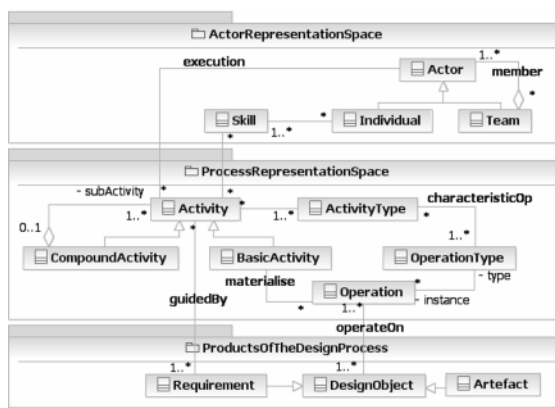 ActorRepresentationSpace
execution
Actor
1..*
member
*
*
Skill
1..*
*
Individual
Team
*
ProcessRepresentationSpace
- subActivity
*
*
1..*
Activity
*
1..*
ActivityType
*
characteristicOp
0..1
*
1..*
CompoundActivity
BasicActivity
OperationType
materialise
- type
guidedBy
*
Operation
*
- instance
operateOn
ProductsOfTheDesignProcess
1..*
1..*
Requirement
DesignObject
Artefact